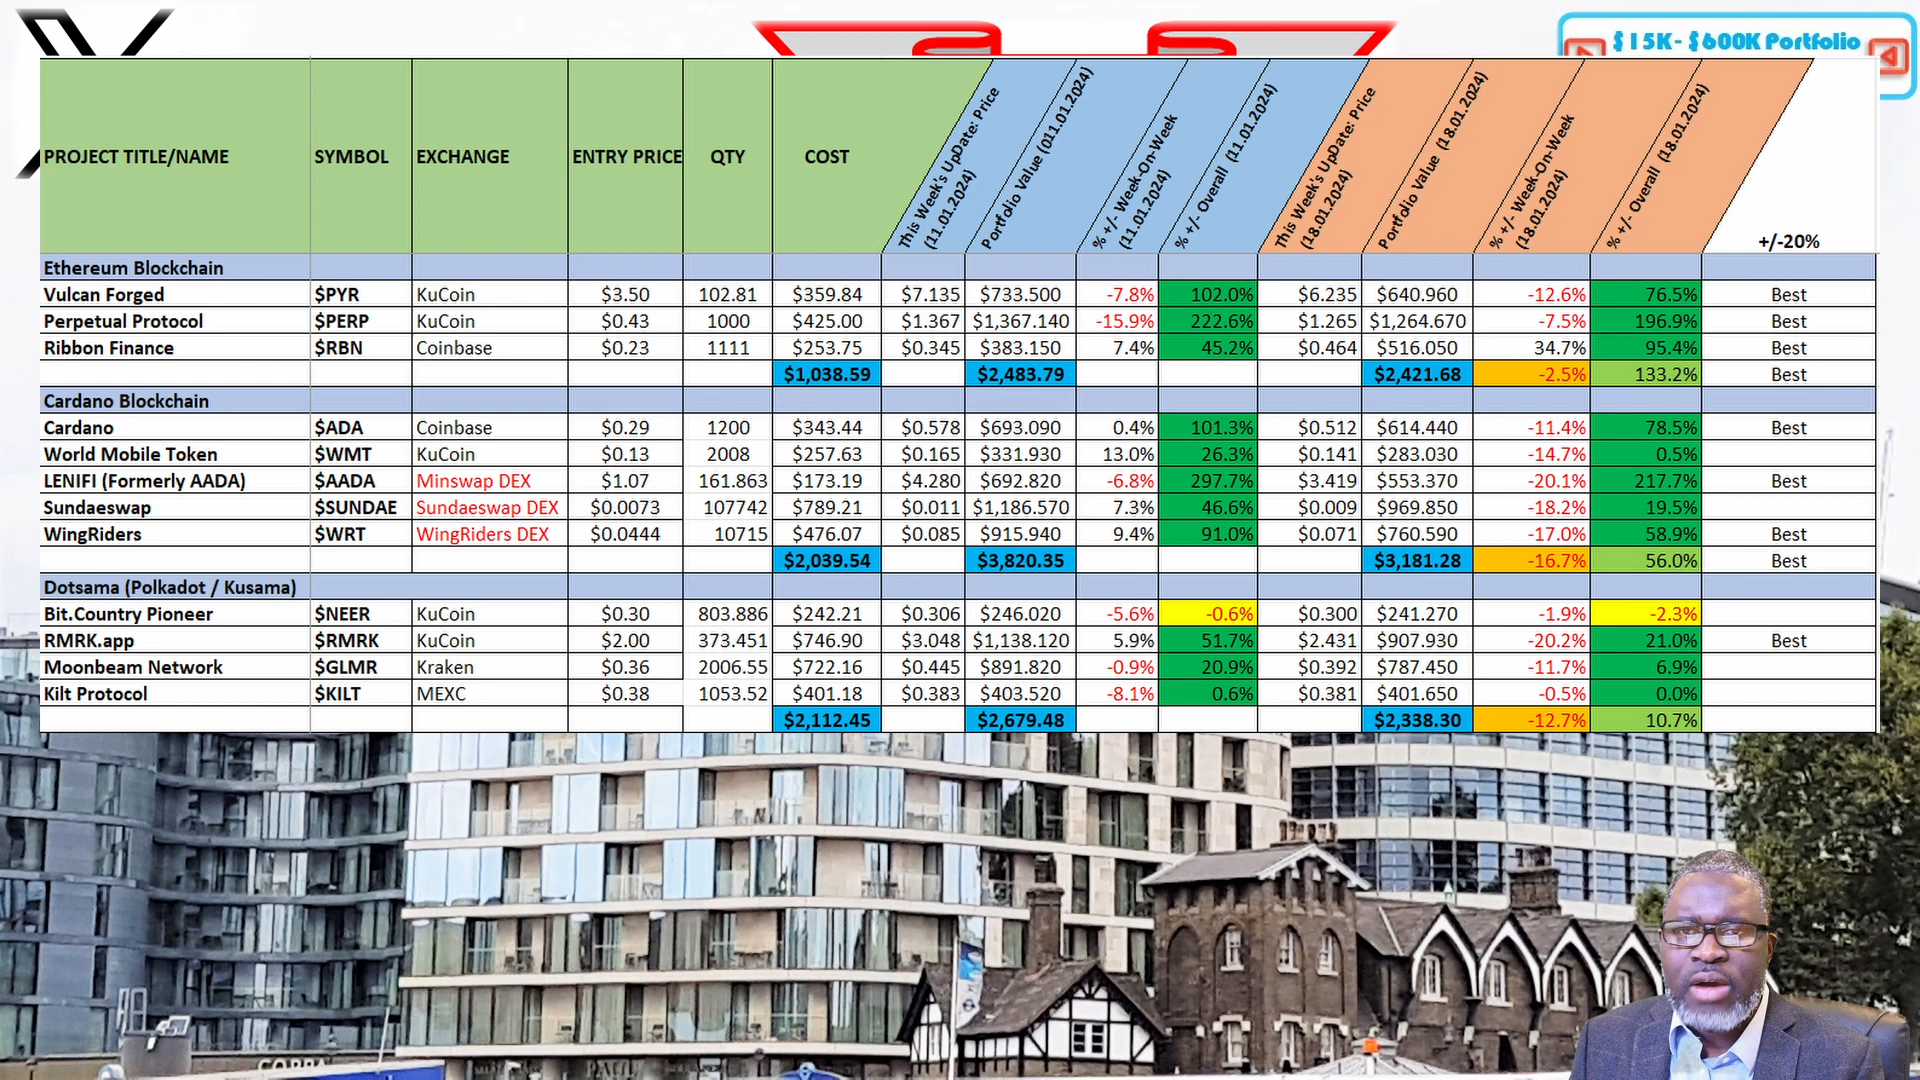 $15K - $600K Portfolio
PROJECT TITLE/NAME SYMBOL EXCHANGE ENTRY PRICE QTY COST This Week's UpDate: Price (11.01.2024) Portfolio Value (011.01.2024) % +/- Week-On-Week (11.01.2024) % +/- Overall (11.01.2024) This Week's UpDate: Price (18.01.2024) Portfolio Value (18.01.2024) % +/- Week-On-Week (18.01.2024) % +/- Overall (18.01.2024) +/-20%
Ethereum Blockchain
Vulcan Forged $PYR KuCoin $3.50 102.81 $359.84 $7.135 $733.500 -7.8% 102.0% $6.235 $640.960 -12.6% 76.5% Best
Perpetual Protocol $PERP KuCoin $0.43 1000 $425.00 $1.367 $1,367.140 -15.9% 222.6% $1.265 $1,264.670 -7.5% 196.9% Best
Ribbon Finance $RBN Coinbase $0.23 1111 $253.75 $0.345 $383.150 7.4% 45.2% $0.464 $516.050 34.7% 95.4% Best
$1,038.59 $2,483.79 $2,421.68 -2.5% 133.2% Best
Cardano Blockchain
Cardano $ADA Coinbase $0.29 1200 $343.44 $0.578 $693.090 0.4% 101.3% $0.512 $614.440 -11.4% 78.5% Best
World Mobile Token $WMT KuCoin $0.13 2008 $257.63 $0.165 $331.930 13.0% 26.3% $0.141 $283.030 -14.7% 0.5%
LENIFI (Formerly AADA) $AADA Minswap DEX $1.07 161.863 $173.19 $4.280 $692.820 -6.8% 297.7% $3.419 $553.370 -20.1% 217.7% Best
Sundaeswap $SUNDAE Sundaeswap DEX $0.0073 107742 $789.21 $0.011 $1,186.570 7.3% 46.6% $0.009 $969.850 -18.2% 19.5%
WingRiders $WRT WingRiders DEX $0.0444 10715 $476.07 $0.085 $915.940 9.4% 91.0% $0.071 $760.590 -17.0% 58.9% Best
$2,039.54 $3,820.35 $3,181.28 -16.7% 56.0% Best
Dotsama (Polkadot / Kusama)
Bit.Country Pioneer $NEER KuCoin $0.30 803.886 $242.21 $0.306 $246.020 -5.6% -0.6% $0.300 $241.270 -1.9% -2.3%
RMRK.app $RMRK KuCoin $2.00 373.451 $746.90 $3.048 $1,138.120 5.9% 51.7% $2.431 $907.930 -20.2% 21.0% Best
Moonbeam Network $GLMR Kraken $0.36 2006.55 $722.16 $0.445 $891.820 -0.9% 20.9% $0.392 $787.450 -11.7% 6.9%
Kilt Protocol $KILT MEXC $0.38 1053.52 $401.18 $0.383 $403.520 -8.1% 0.6% $0.381 $401.650 -0.5% 0.0%
$2,112.45 $2,679.48 $2,338.30 -12.7% 10.7%